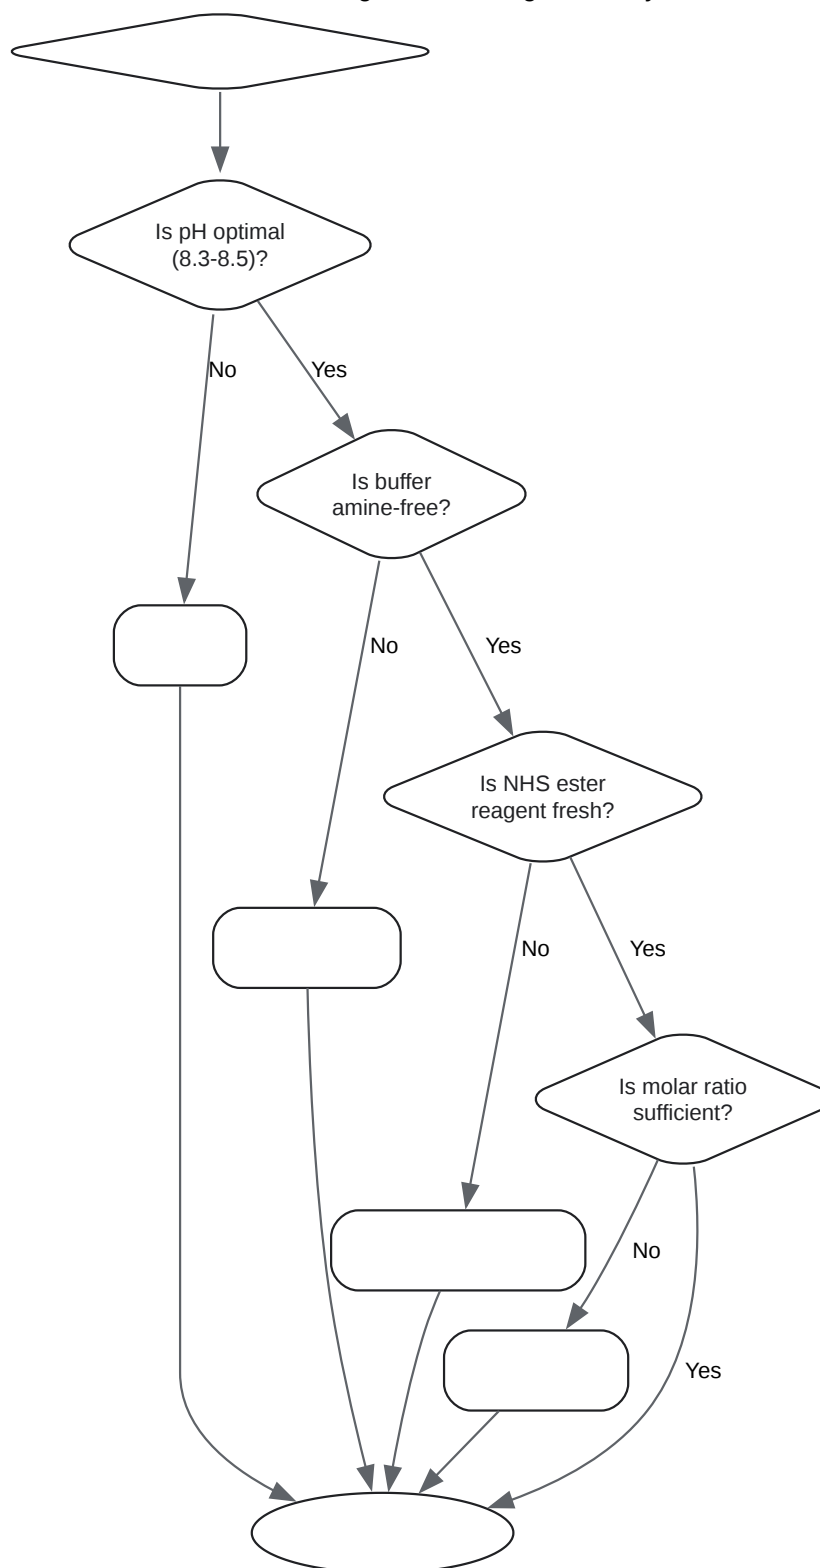 Is pH optimal
(8.3-8.5)?
No
Yes
Is buffer
amine-free?
No
Yes
Is NHS ester
reagent fresh?
No
Yes
Is molar ratio
sufficient?
No
Yes